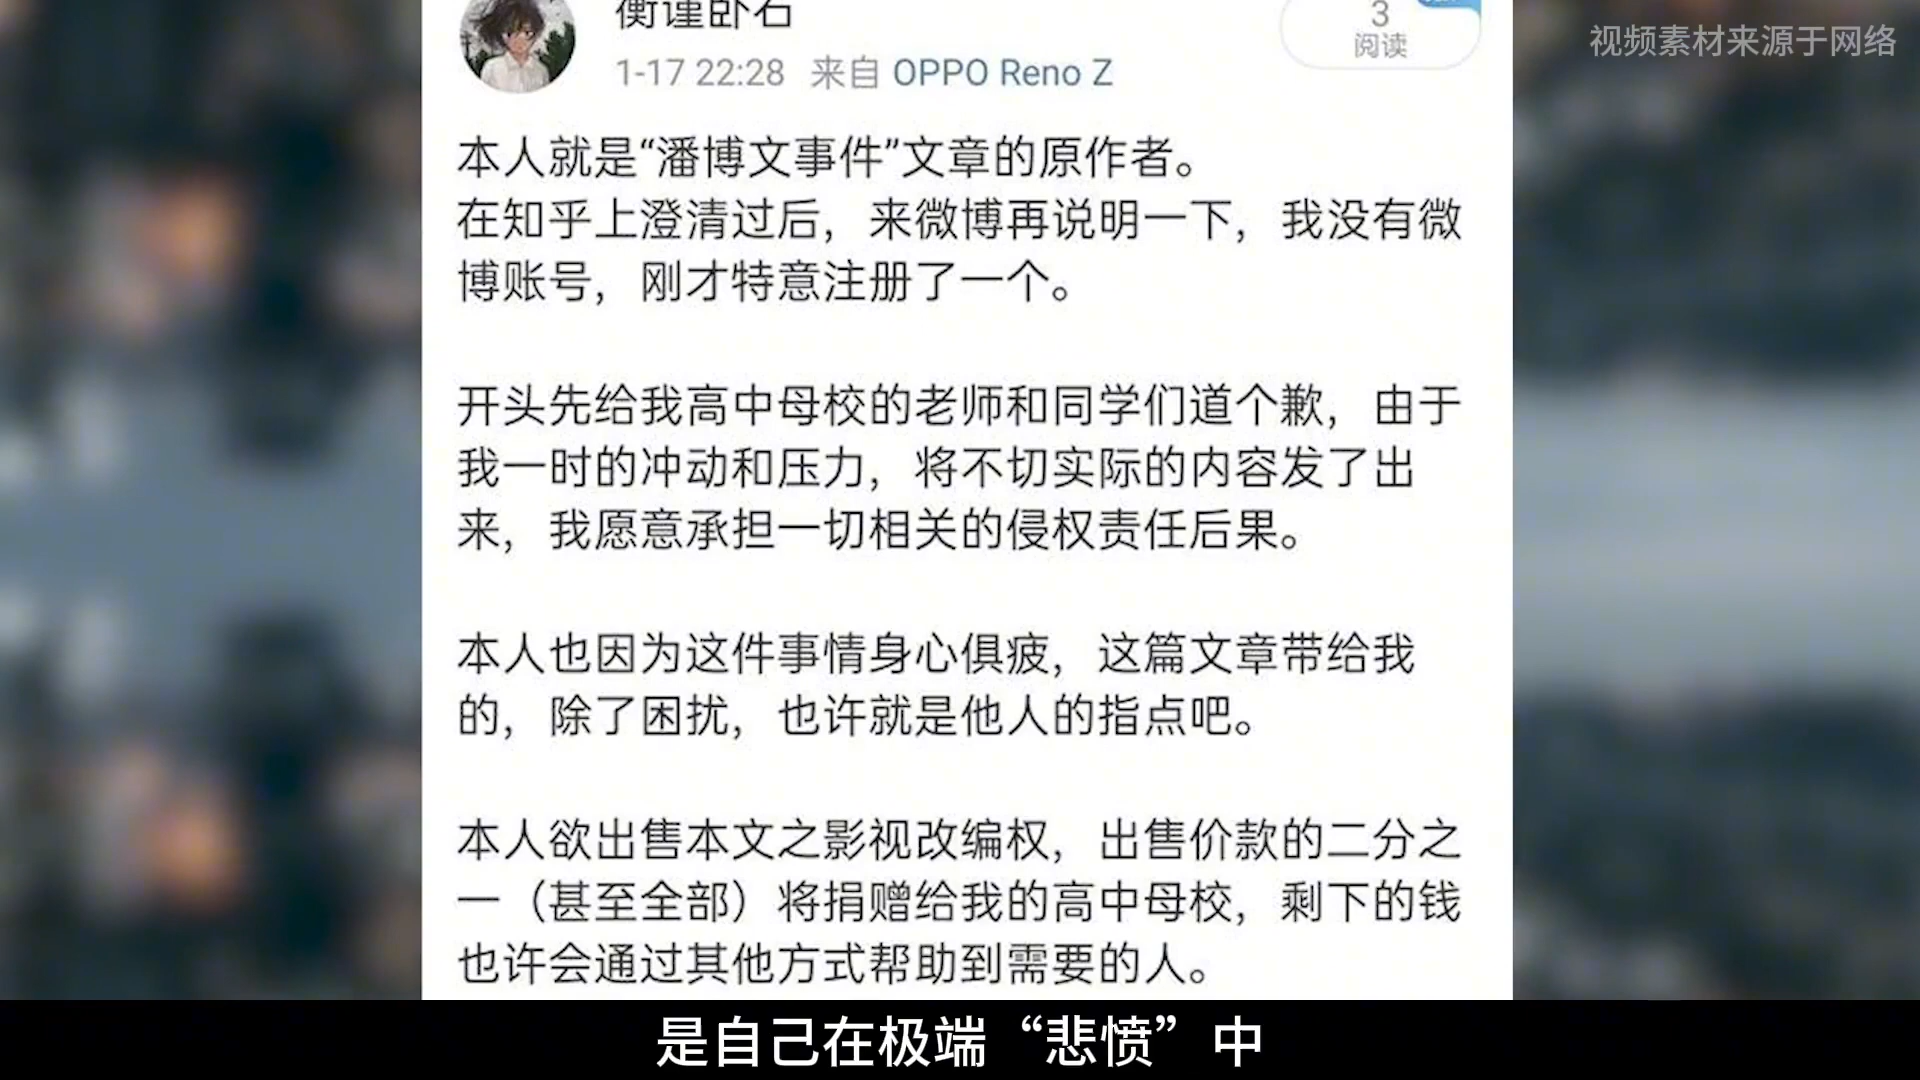 衡谨卧石
3
阅读
视频素材来源于网络
1-17 22:28 来自 OPPO Reno Z
本人就是“潘博文事件”文章的原作者。
在知乎上澄清过后，来微博再说明一下，我没有微
博账号，刚才特意注册了一个。
开头先给我高中母校的老师和同学们道个歉，由于
我一时的冲动和压力，将不切实际的内容发了出
来，我愿意承担一切相关的侵权责任后果。
本人也因为这件事情身心俱疲，这篇文章带给我
的，除了困扰，也许就是他人的指点吧。
本人欲出售本文之影视改编权，出售价款的二分之
一（甚至全部）将捐赠给我的高中母校，剩下的钱
也许会通过其他方式帮助到需要的人。
是自己在极端“悲愤”中